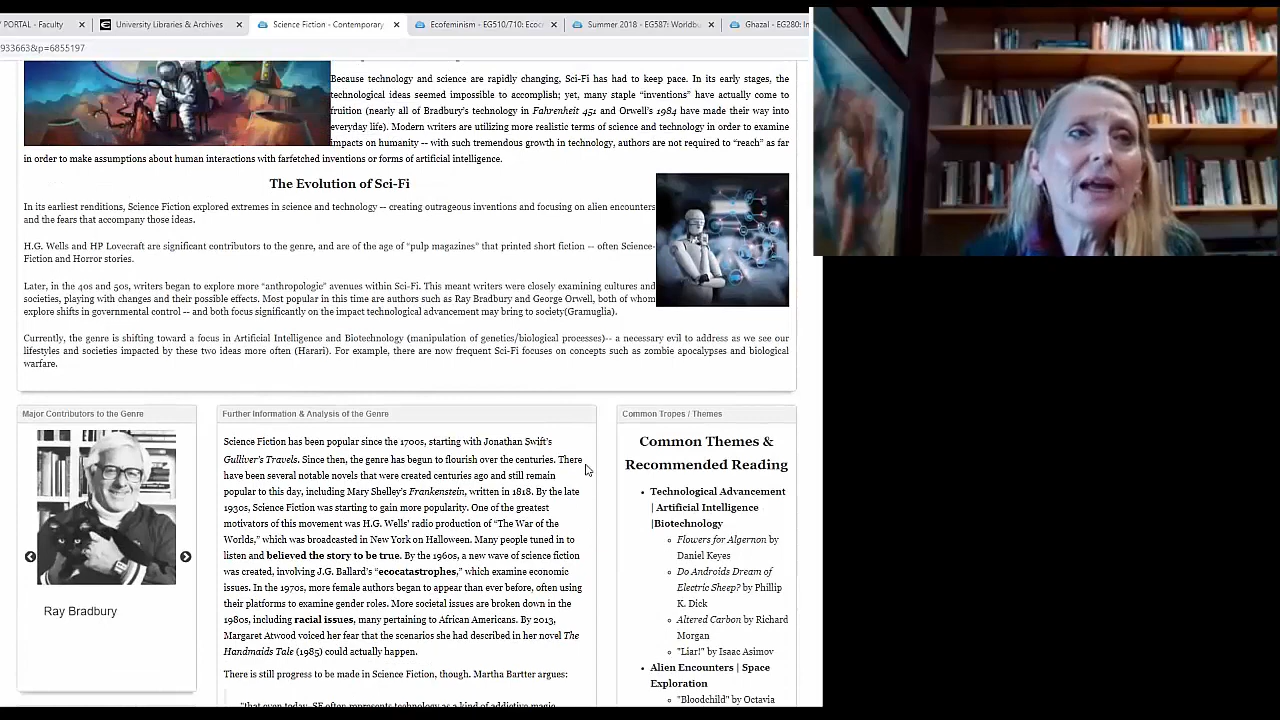 PORTAL - Faculty
University Libraries & Archives
Science Fiction - Contemporary
Ecofeminism - EG510/710: Ecoc
Summer 2018 - EG587: Worldb
Ghazal - EG280: In
933663&p=6855197
Because technology and science are rapidly changing, Sci-Fi has had to keep pace. In its early stages, the
technological ideas seemed impossible to accomplish; yet, many staple "inventions" have actually come to
fruition (nearly all of Bradbury's technology in Fahrenheit 451 and Orwell's 1984 have made their way into
everyday life). Modern writers are utilizing more realistic terms of science and technology in order to examine
impacts on humanity -- with such tremendous growth in technology, authors are not required to "reach" as far
in order to make assumptions about human interactions with farfetched inventions or forms of artificial intelligence.
The Evolution of Sci-Fi
In its earliest renditions, Science Fiction explored extremes in science and technology -- creating outrageous inventions and focusing on alien encounters
and the fears that accompany those ideas.
H.G. Wells and HP Lovecraft are significant contributors to the genre, and are of the age of "pulp magazines" that printed short fiction -- often Science-
Fiction and Horror stories.
Later, in the 40s and 50s, writers began to explore more "anthropologic" avenues within Sci-Fi. This meant writers were closely examining cultures and
societies, playing with changes and their possible effects. Most popular in this time are authors such as Ray Bradbury and George Orwell, both of whom
explore shifts in governmental control -- and both focus significantly on the impact technological advancement may bring to society(Gramuglia).
Currently, the genre is shifting toward a focus in Artificial Intelligence and Biotechnology (manipulation of genetics/biological processes)-- a necessary evil to address as we see our
lifestyles and societies impacted by these two ideas more often (Harari). For example, there are now frequent Sci-Fi focuses on concepts such as zombie apocalypses and biological
warfare.
Major Contributors to the Genre
Ray Bradbury
Further Information & Analysis of the Genre
Science Fiction has been popular since the 1700s, starting with Jonathan Swift's
Gulliver's Travels. Since then, the genre has begun to flourish over the centuries. There
have been several notable novels that were created centuries ago and still remain
popular to this day, including Mary Shelley's Frankenstein, written in 1818. By the late
1930s, Science Fiction was starting to gain more popularity. One of the greatest
motivators of this movement was H.G. Wells' radio production of "The War of the
Worlds," which was broadcasted in New York on Halloween. Many people tuned in to
listen and believed the story to be true. By the 1960s, a new wave of science fiction
was created, involving J.G. Ballard's "ecocatastrophes," which examine economic
issues. In the 1970s, more female authors began to appear than ever before, often using
their platforms to examine gender roles. More societal issues are broken down in the
1980s, including racial issues, many pertaining to African Americans. By 2013,
Margaret Atwood voiced her fear that the scenarios she had described in her novel The
Handmaids Tale (1985) could actually happen.
There is still progress to be made in Science Fiction, though. Martha Bartter argues:
"that even today, SF often represents technology as a kind of addictive magic
Common Tropes / Themes
Common Themes &
Recommended Reading
• Technological Advancement
| Artificial Intelligence
|Biotechnology
Flowers for Algernon by
Daniel Keyes
Do Androids Dream of
Electric Sheep? by Phillip
K. Dick
Altered Carbon by Richard
Morgan
"Liar!" by Isaac Asimov
• Alien Encounters | Space
Exploration
"Bloodchild" by Octavia